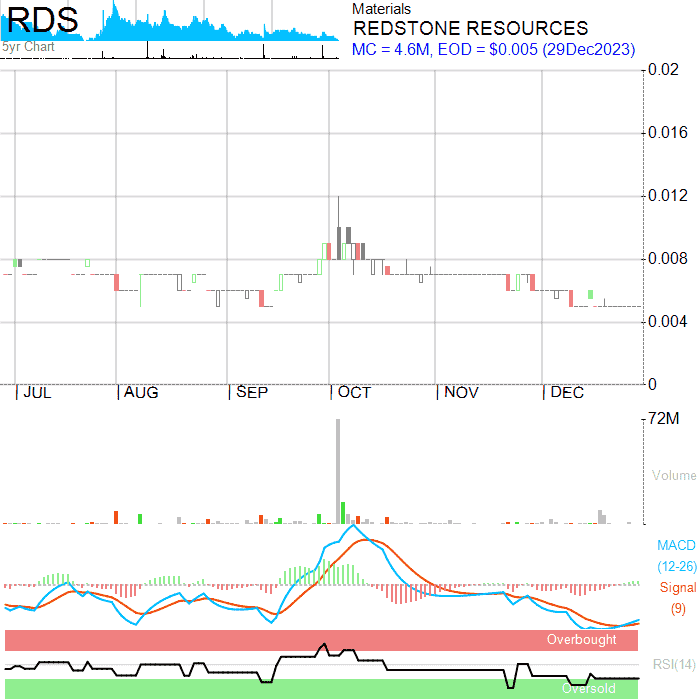 RDS
5yr Chart
Materials
REDSTONE RESOURCES
MC = 4.6M, EOD = $0.005 (29Dec2023)
0.02
0.016
0.012
0.008
0.004
0
JUL AUG SEP OCT NOV DEC
72M
Volume
MACD
(12-26)
Signal
(9)
Overbought
RSI(14)
Oversold